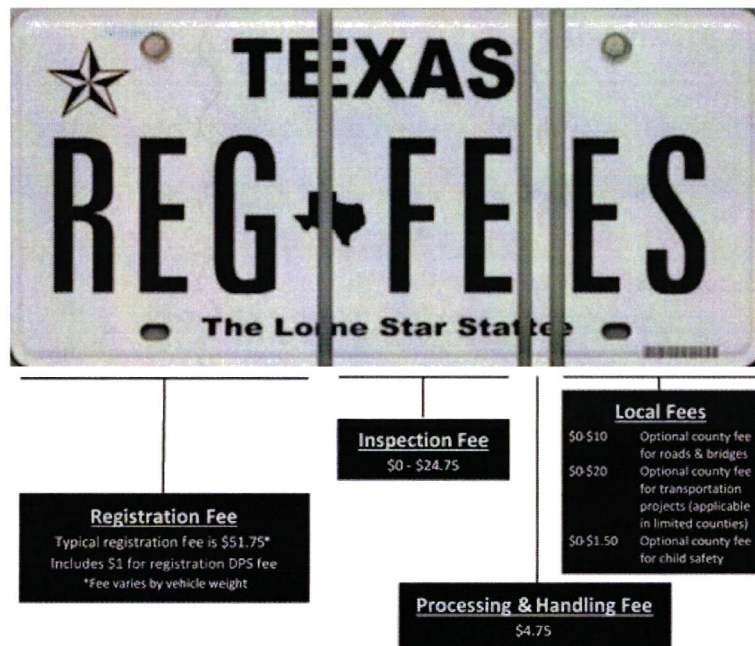 TEXAS
REG FEES
The Lone Star Statee
Registration Fee
Typical registration fee is $51.75*
Includes $1 for registration DPS fee
*Fee varies by vehicle weight
Inspection Fee
$0 - $24.75
Processing & Handling Fee
$4.75
Local Fees
$0-$10 Optional county fee
for roads & bridges
$0-$20 Optional county fee
for transportation
projects (applicable
in limited counties)
$0-$1.50 Optional county fee
for child safety